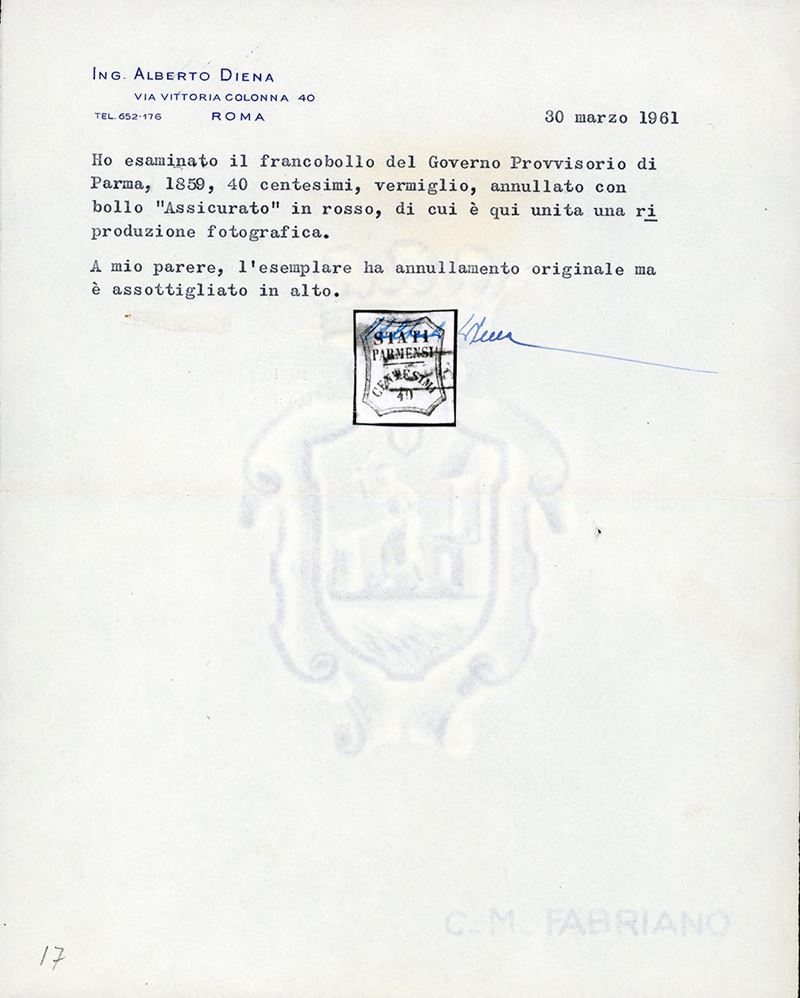 ING. ALBERTO DIENA
VIA VITTORIA COLONNA 40
TEL. 652-176 ROMA
30 marzo 1961
Ho esaminato il francobollo del Governo Provvisorio di
Parma, 1859, 40 centesimi, vermiglio, annullato con
bollo "Assicurato" in rosso, di cui è qui unita una ri
produzione fotografica.
A mio parere, l'esemplare ha annullamento originale ma
è assottigliato in alto.
Diena
STATI
PARMENSI
CENTESIMI
40
C-M-FABRIANO
17